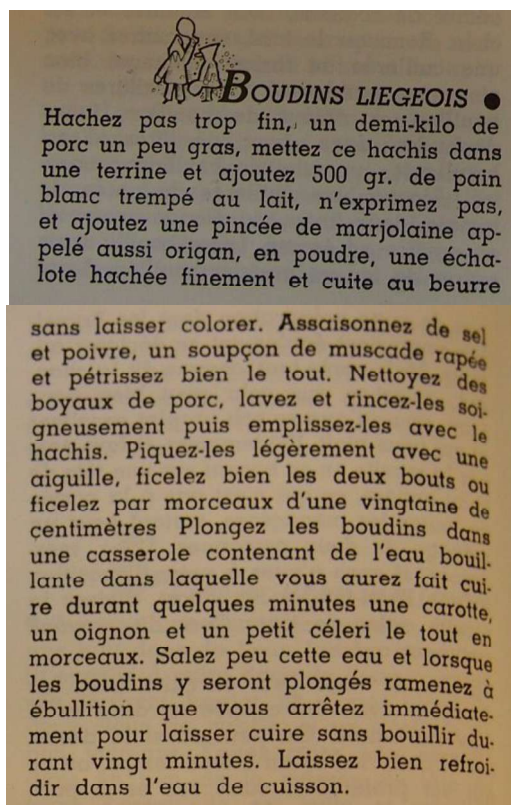 BOUDINS LIEGEOIS ●
Hachez pas trop fin, un demi-kilo de
porc un peu gras, mettez ce hachis dans
une terrine et ajoutez 500 gr. de pain
blanc trempé au lait, n'exprimez pas,
et ajoutez une pincée de marjolaine ap-
pelé aussi origan, en poudre, une écha-
lote hachée finement et cuite au beurre
sans laisser colorer. Assaisonnez de sel
et poivre, un soupçon de muscade rapée
et pétrissez bien le tout. Nettoyez des
boyaux de porc, lavez et rincez-les soi-
gneusement puis emplissez-les avec le
hachis. Piquez-les légèrement avec une
aiguille, ficelez bien les deux bouts ou
ficelez par morceaux d'une vingtaine de
centimètres Plongez les boudins dans
une casserole contenant de l'eau bouil-
lante dans laquelle vous aurez fait cui-
re durant quelques minutes une carotte,
un oignon et un petit céleri le tout en
morceaux. Salez peu cette eau et lorsque
les boudins y seront plongés ramenez à
ébullition que vous arrêtez immédiate-
ment pour laisser cuire sans bouillir du-
rant vingt minutes. Laissez bien refroi-
dir dans l'eau de cuisson.